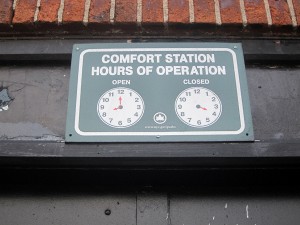 COMFORT STATION
HOURS OF OPERATION
OPEN CLOSED